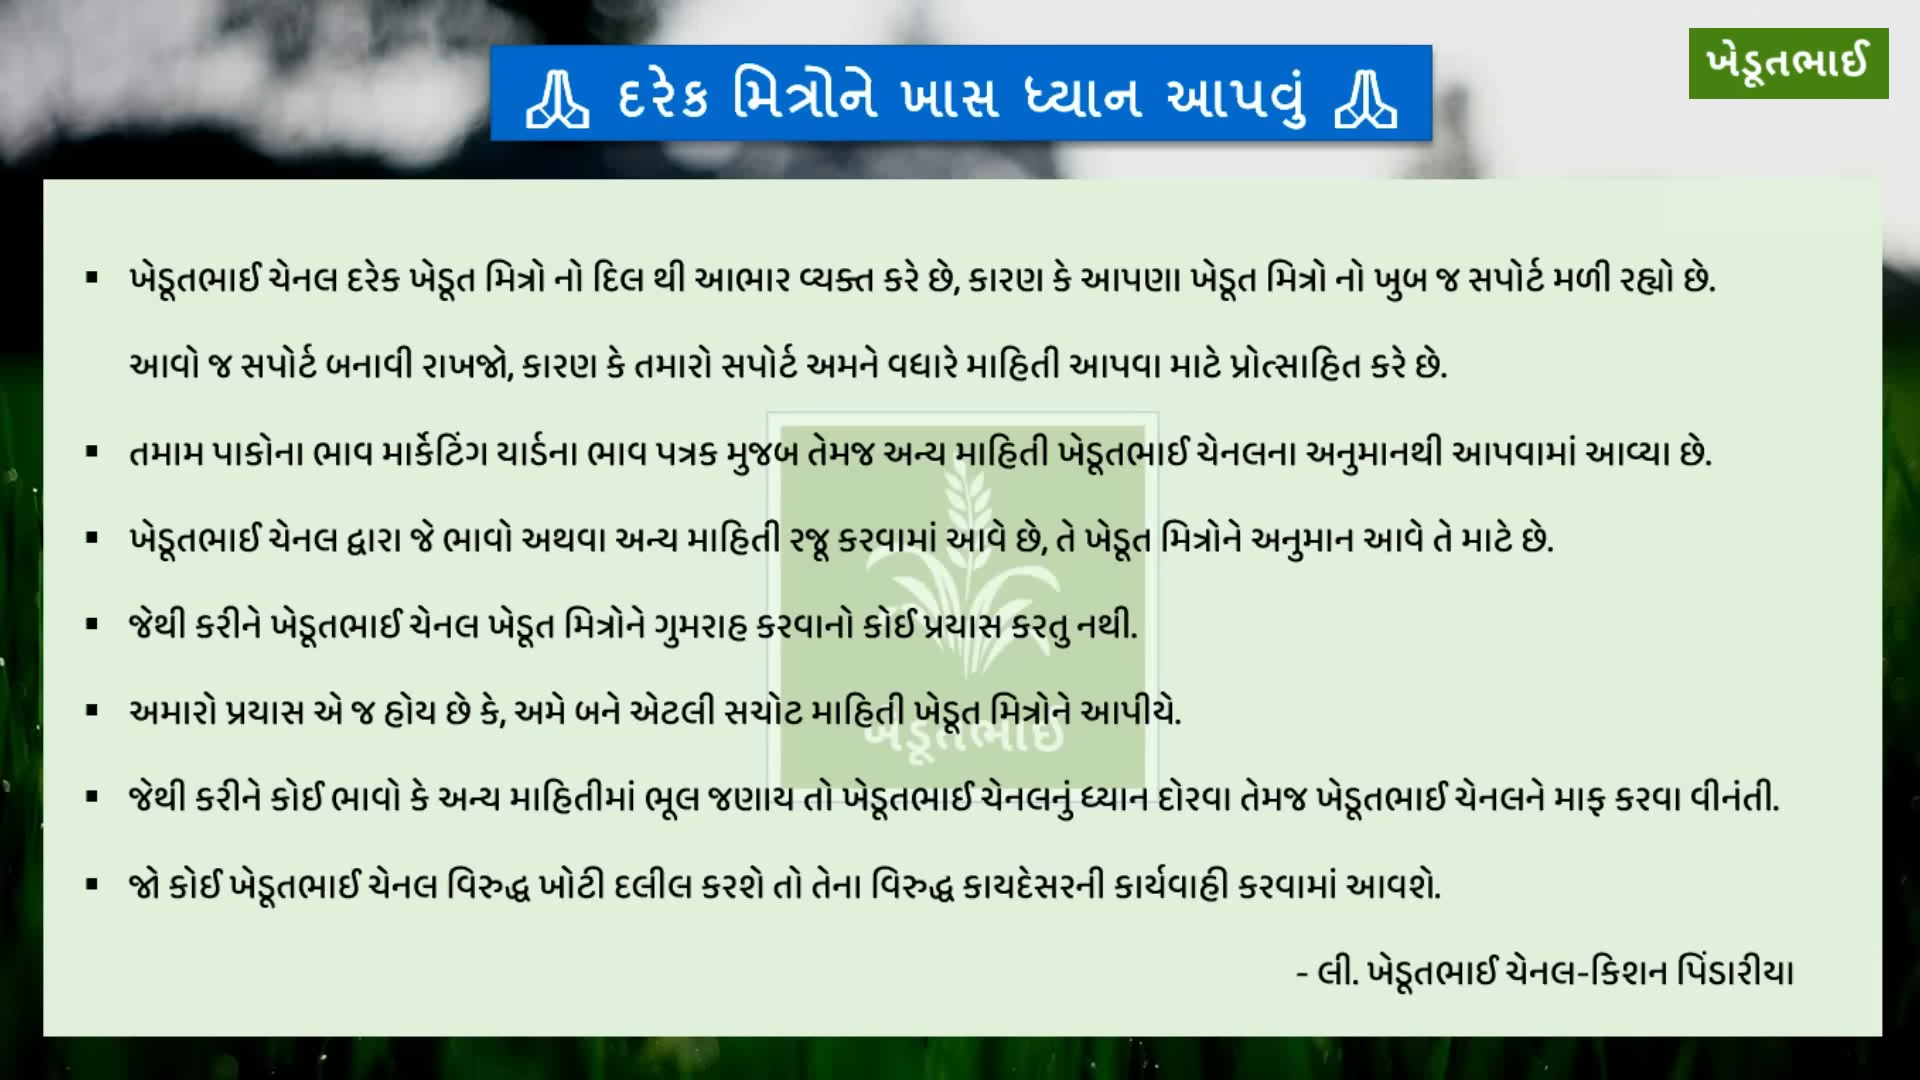 ખેડૂતભાઈ
🙏 દરેક મિત્રોને ખાસ ધ્યાન આપવું 🙏
▪ ખેડૂતભાઈ ચેનલ દરેક ખેડૂત મિત્રો નો દિલ થી આભાર વ્યક્ત કરે છે, કારણ કે આપણા ખેડૂત મિત્રો નો ખુબ જ સપોર્ટ મળી રહ્યો છે.
આવો જ સપોર્ટ બનાવી રાખજો, કારણ કે તમારો સપોર્ટ અમને વધારે માહિતી આપવા માટે પ્રોત્સાહિત કરે છે.
▪ તમામ પાકોના ભાવ માર્કેટિંગ યાર્ડના ભાવ પત્રક મુજબ તેમજ અન્ય માહિતી ખેડૂતભાઈ ચેનલના અનુમાનથી આપવામાં આવ્યા છે.
▪ ખેડૂતભાઈ ચેનલ દ્વારા જે ભાવો અથવા અન્ય માહિતી રજૂ કરવામાં આવે છે, તે ખેડૂત મિત્રોને અનુમાન આવે તે માટે છે.
▪ જેથી કરીને ખેડૂતભાઈ ચેનલ ખેડૂત મિત્રોને ગુમરાહ કરવાનો કોઈ પ્રયાસ કરતુ નથી.
▪ અમારો પ્રયાસ એ જ હોય છે કે, અમે બને એટલી સચોટ માહિતી ખેડૂત મિત્રોને આપીયે.
ખેડૂતભાઈ
▪ જેથી કરીને કોઈ ભાવો કે અન્ય માહિતીમાં ભૂલ જણાય તો ખેડૂતભાઈ ચેનલનું ધ્યાન દોરવા તેમજ ખેડૂતભાઈ ચેનલને માફ કરવા વીનંતી.
▪ જો કોઈ ખેડૂતભાઈ ચેનલ વિરુદ્ધ ખોટી દલીલ કરશે તો તેના વિરુદ્ધ કાયદેસરની કાર્યવાહી કરવામાં આવશે.
- લી. ખેડૂતભાઈ ચેનલ-કિશન પિંડારીયા